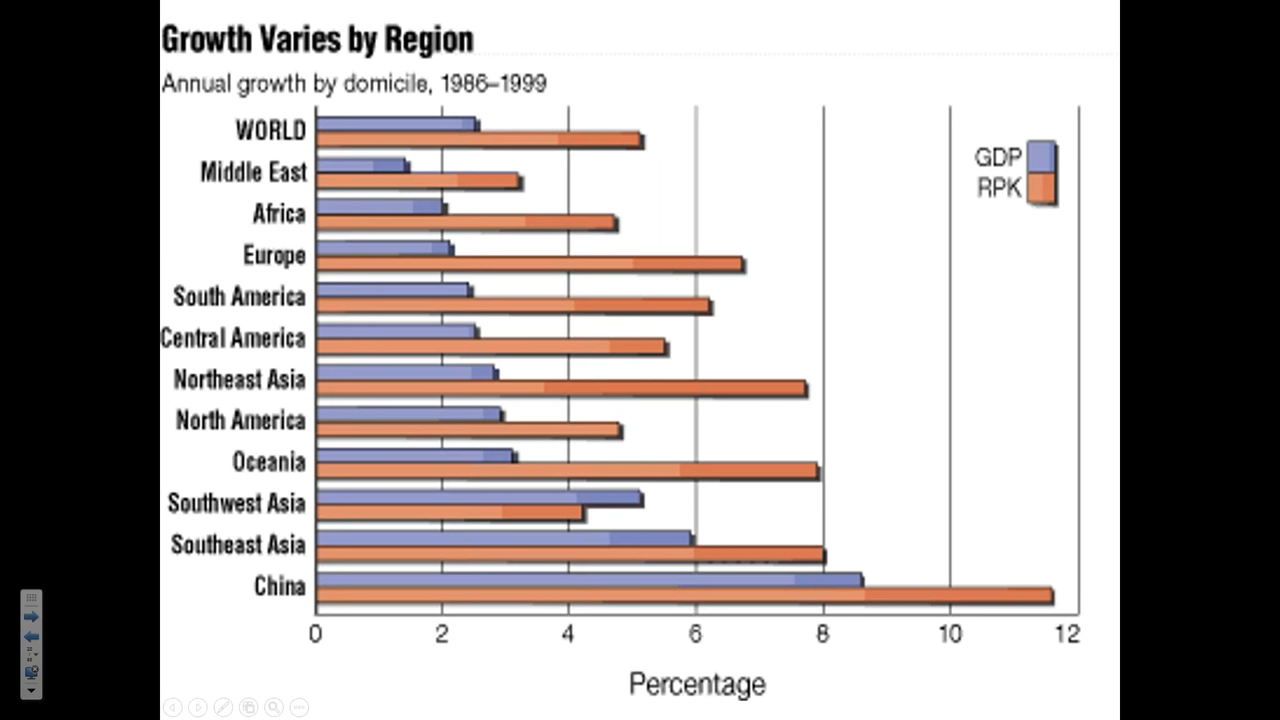 Growth Varies by Region
Annual growth by domicile, 1986–1999
WORLD
Middle East
Africa
Europe
South America
Central America
Northeast Asia
North America
Oceania
Southwest Asia
Southeast Asia
China
GDP
RPK
0 2 4 6 8 10 12
Percentage